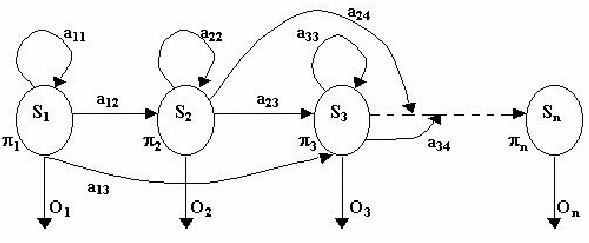 a11 a22 a24 a33
S1 a12 S2 a23 S3 Sn
π1 π2 π3 a34 πn
a13
O1 O2 O3 On